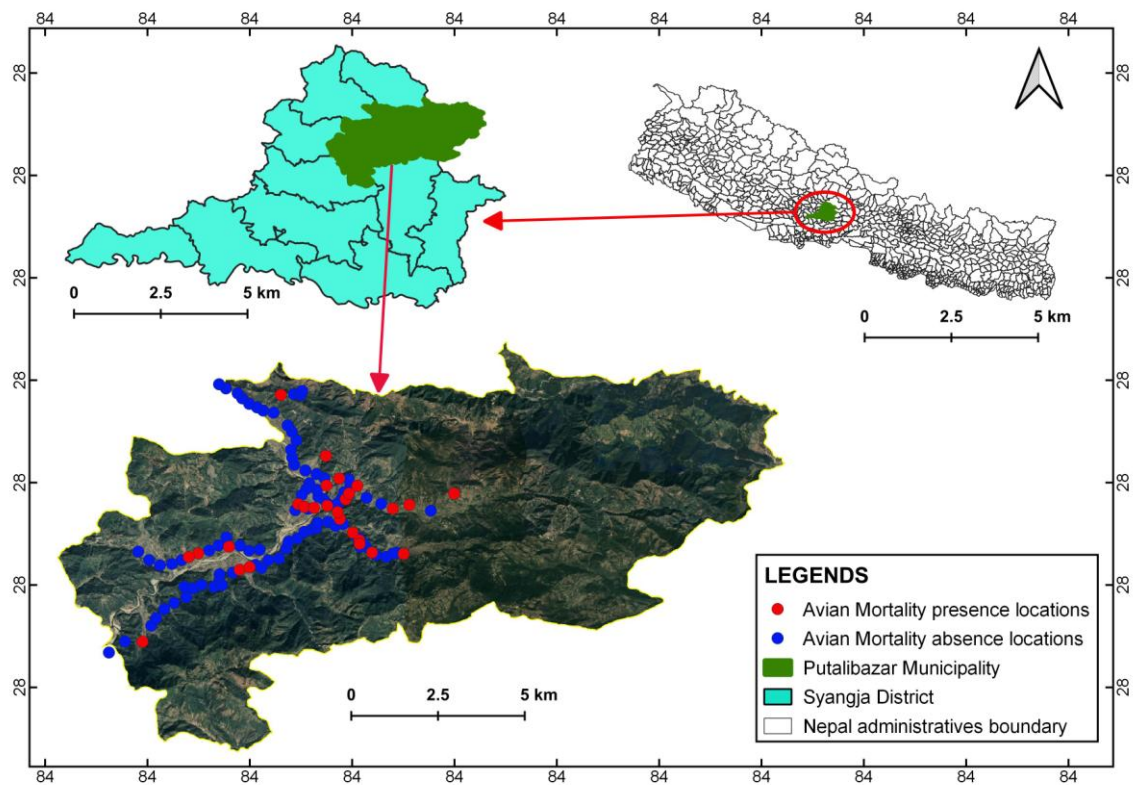 84 84 84 84 84 84 84 84 84 84 84
28 28
28 28
28 28
0 2.5 5 km
0 2.5 5 km
28 28
28 28
28 28
28 28
0 2.5 5 km
LEGENDS
Avian Mortality presence locations
Avian Mortality absence locations
Putalibazar Municipality
Syangja District
Nepal administratives boundary
84 84 84 84 84 84 84 84 84 84 84